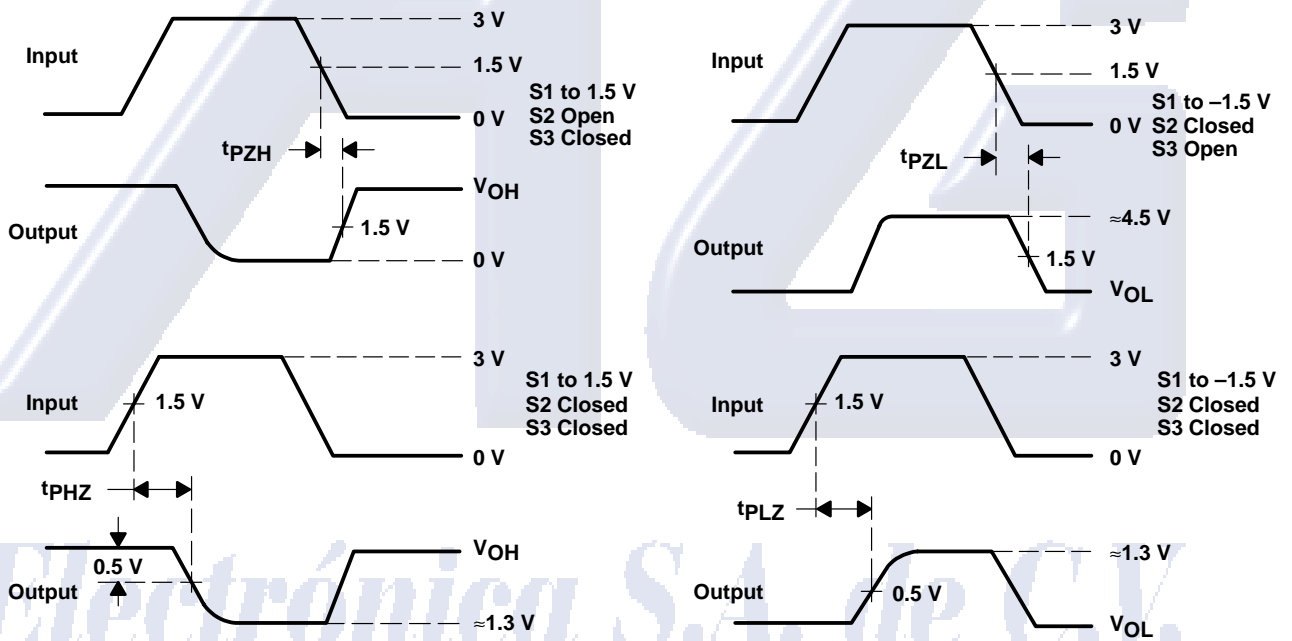 3 V
Input
1.5 V
S1 to 1.5 V
S2 Open
S3 Closed
0 V
tPZH
VOH
Output
1.5 V
0 V
3 V
Input
1.5 V
S1 to –1.5 V
S2 Closed
S3 Open
0 V
tPZL
≈4.5 V
Output
1.5 V
VOL
3 V
Input
1.5 V
S1 to 1.5 V
S2 Closed
S3 Closed
0 V
tPHZ
VOH
0.5 V
Output
≈1.3 V
3 V
Input
1.5 V
S1 to –1.5 V
S2 Closed
S3 Closed
0 V
tPLZ
≈1.3 V
Output
0.5 V
VOL
Electrónica S.A. de C.V.